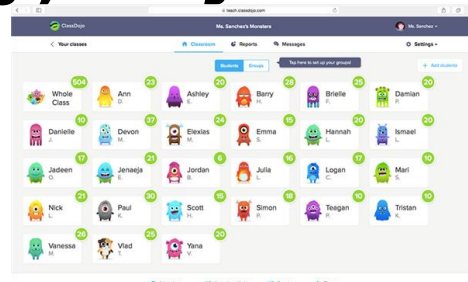 teach.classdojo.com
ClassDojo
Ms. Sanchez's Monsters
Ms. Sanchez
Your classes
Classroom
Reports
Messages
Settings
Students
Groups
Tap here to set up your groups!
+ Add students
504
Whole Class
23
Ann
D.
20
Ashley
E.
28
Barry
H.
25
Brielle
F.
20
Damian
P.
10
Danielle
J.
37
Devon
M.
24
Elexias
M.
15
Emma
S.
20
Hannah
L.
20
Ismael
L.
17
Jadeen
O.
21
Jenaeja
E.
6
Jordan
B.
16
Julia
L.
17
Logan
C.
10
Mari
S.
21
Nick
L.
30
Paul
K.
15
Scott
H.
18
Simon
P.
10
Teagan
P.
10
Tristan
K.
26
Vanessa
M.
25
Vlad
T.
20
Yana
V.